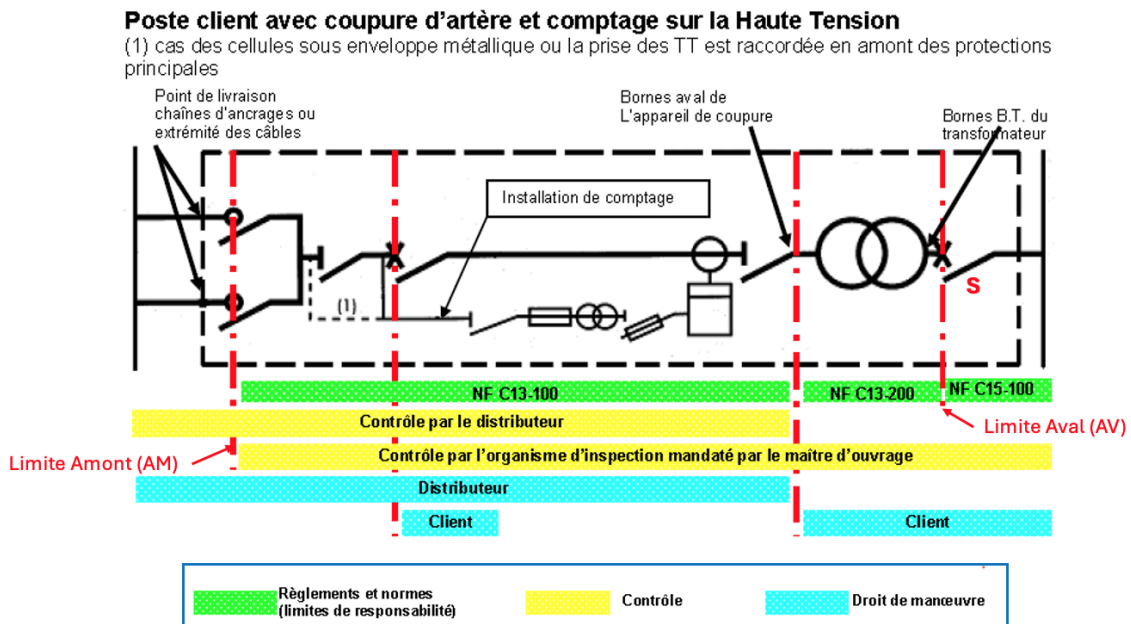 Poste client avec coupure d'artère et comptage sur la Haute Tension
(1) cas des cellules sous enveloppe métallique ou la prise des TT est raccordée en amont des protections
principales
Point de livraison
chaînes d'ancrages ou
extrémité des câbles
Bornes aval de
L'appareil de coupure
Bornes B.T. du
transformateur
Installation de comptage
(1)
S
NF C13-100
NF C13-200
NF C15-100
Contrôle par le distributeur
Limite Aval (AV)
Limite Amont (AM)
Contrôle par l'organisme d'inspection mandaté par le maître d'ouvrage
Distributeur
Client
Client
Règlements et normes
(limites de responsabilité)
Contrôle
Droit de manœuvre